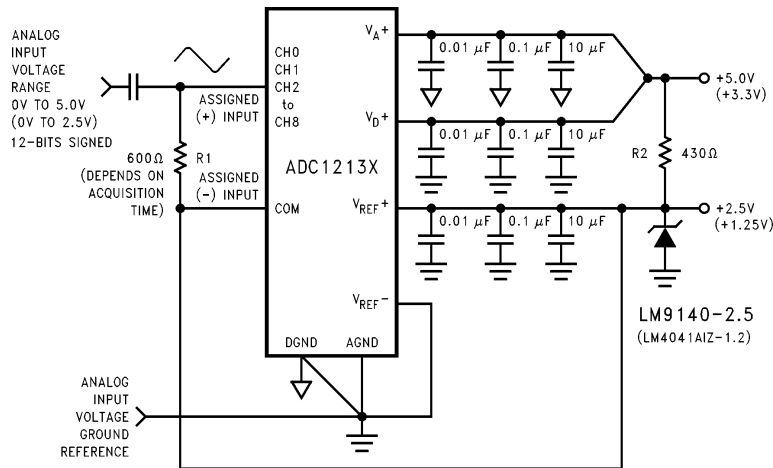 ANALOG
INPUT
VOLTAGE
RANGE
0V TO 5.0V
(0V TO 2.5V)
12-BITS SIGNED
600Ω
R1
(DEPENDS ON
ACQUISITION
TIME)
ASSIGNED
(+) INPUT
ASSIGNED
(-) INPUT
CH0
CH1
CH2
to
CH8
COM
ADC1213X
VA+
VD+
VREF+
VREF-
DGND
AGND
0.01 μF
0.1 μF
10 μF
0.01 μF
0.1 μF
10 μF
0.01 μF
0.1 μF
10 μF
+5.0V
(+3.3V)
R2
430Ω
+2.5V
(+1.25V)
LM9140-2.5
(LM4041AIZ-1.2)
ANALOG
INPUT
VOLTAGE
GROUND
REFERENCE